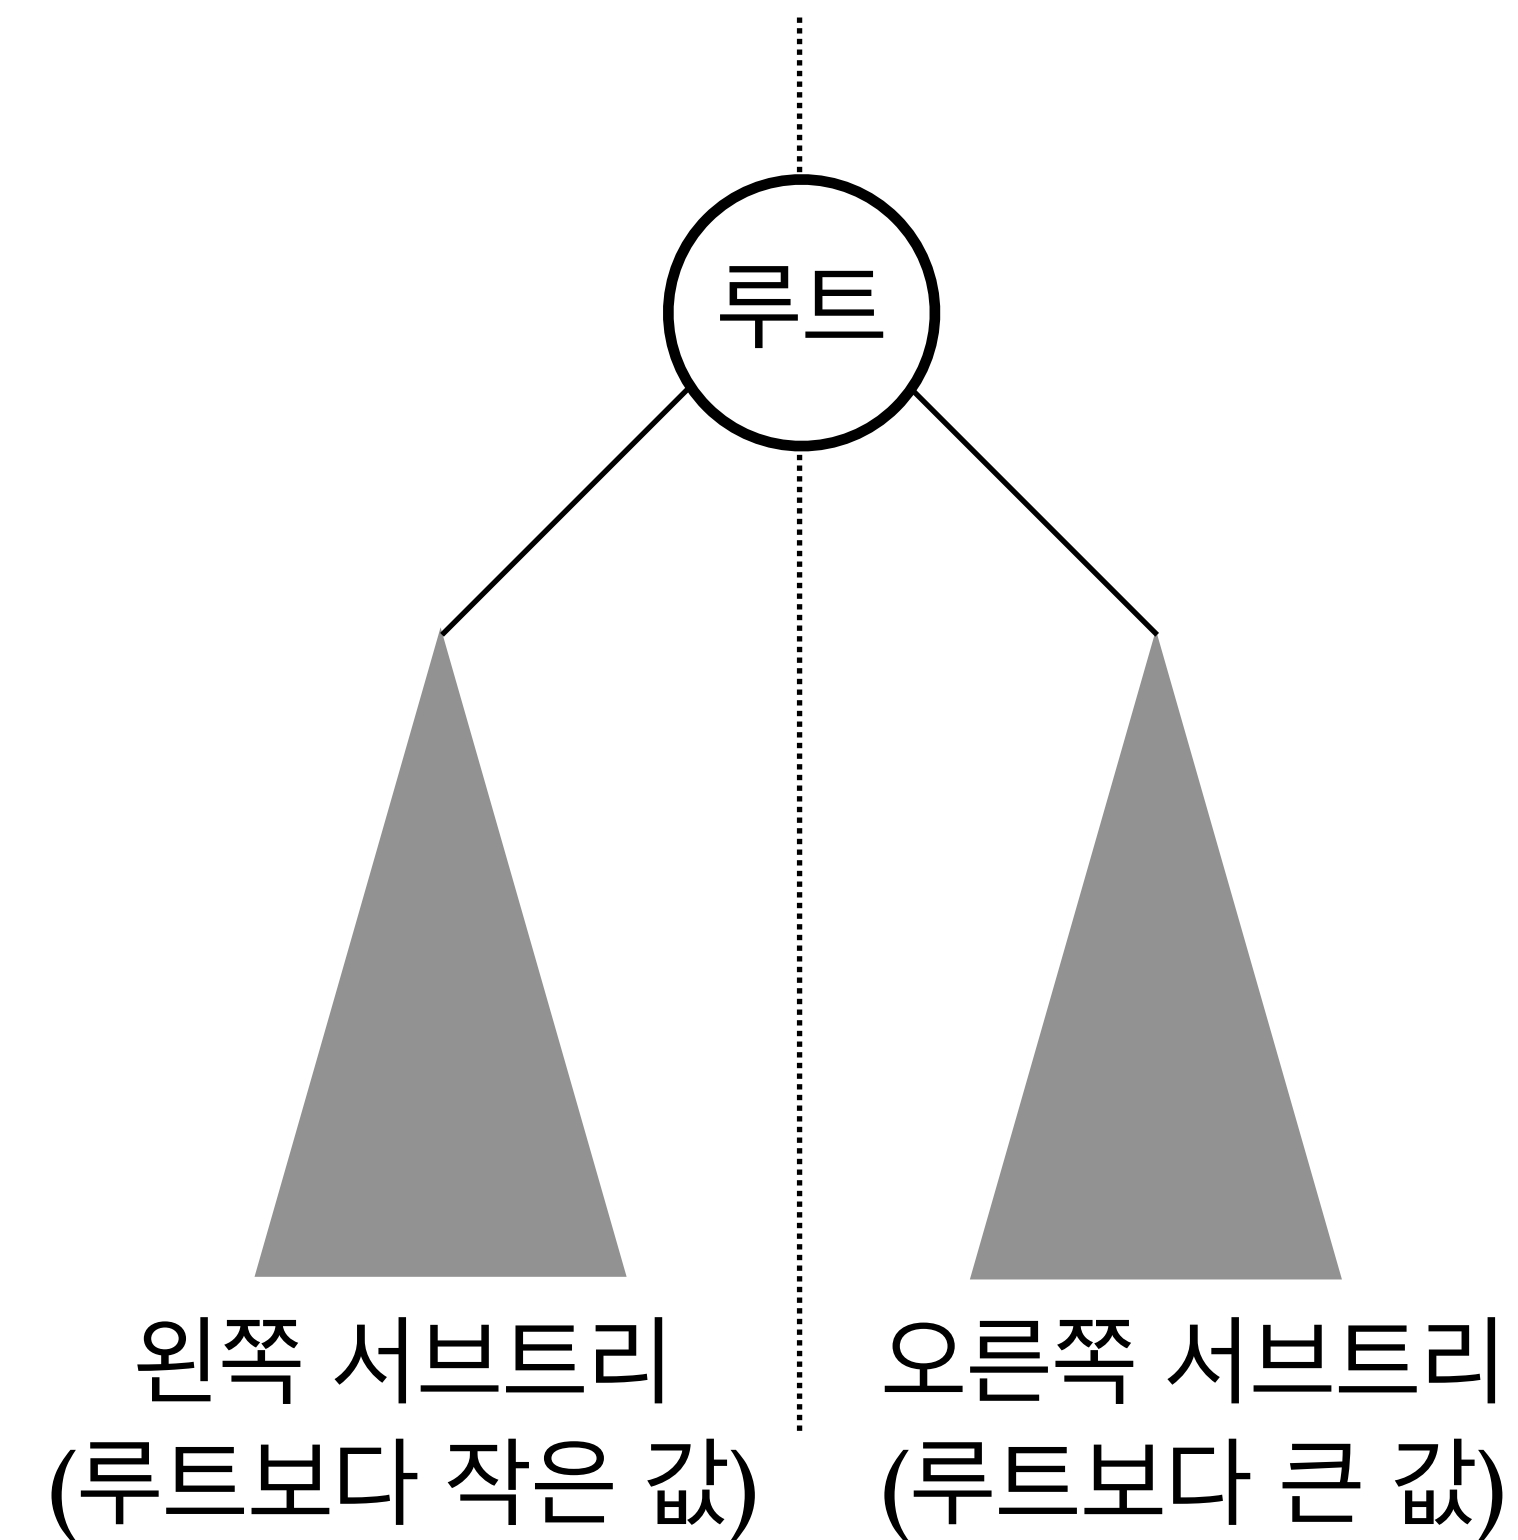 루트
왼쪽 서브트리
(루트보다 작은 값)
오른쪽 서브트리
(루트보다 큰 값)